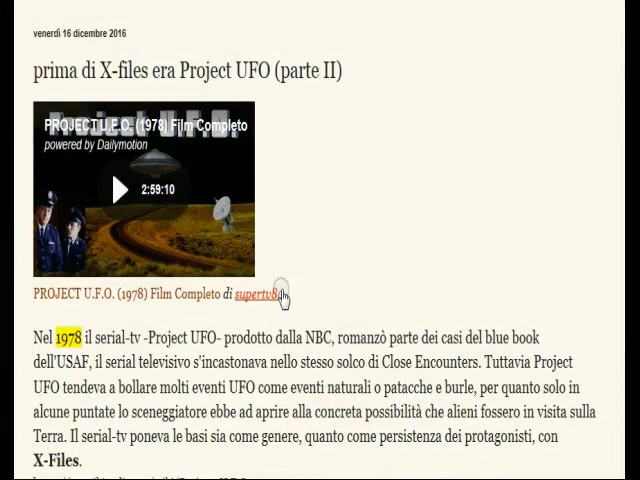 venerdì 16 dicembre 2016
prima di X-files era Project UFO (parte II)
Project U.F.O.
PROJECT U.F.O- (1978) Film Completo
powered by Dailymotion
2:59:10
PROJECT U.F.O. (1978) Film Completo di supertv8
Nel 1978 il serial-tv -Project UFO- prodotto dalla NBC, romanzò parte dei casi del blue book
dell'USAF, il serial televisivo s'incastonava nello stesso solco di Close Encounters. Tuttavia Project
UFO tendeva a bollare molti eventi UFO come eventi naturali o patacche e burle, per quanto solo in
alcune puntate lo sceneggiatore ebbe ad aprire alla concreta possibilità che alieni fossero in visita sulla
Terra. Il serial-tv poneva le basi sia come genere, quanto come persistenza dei protagonisti, con
X-Files.